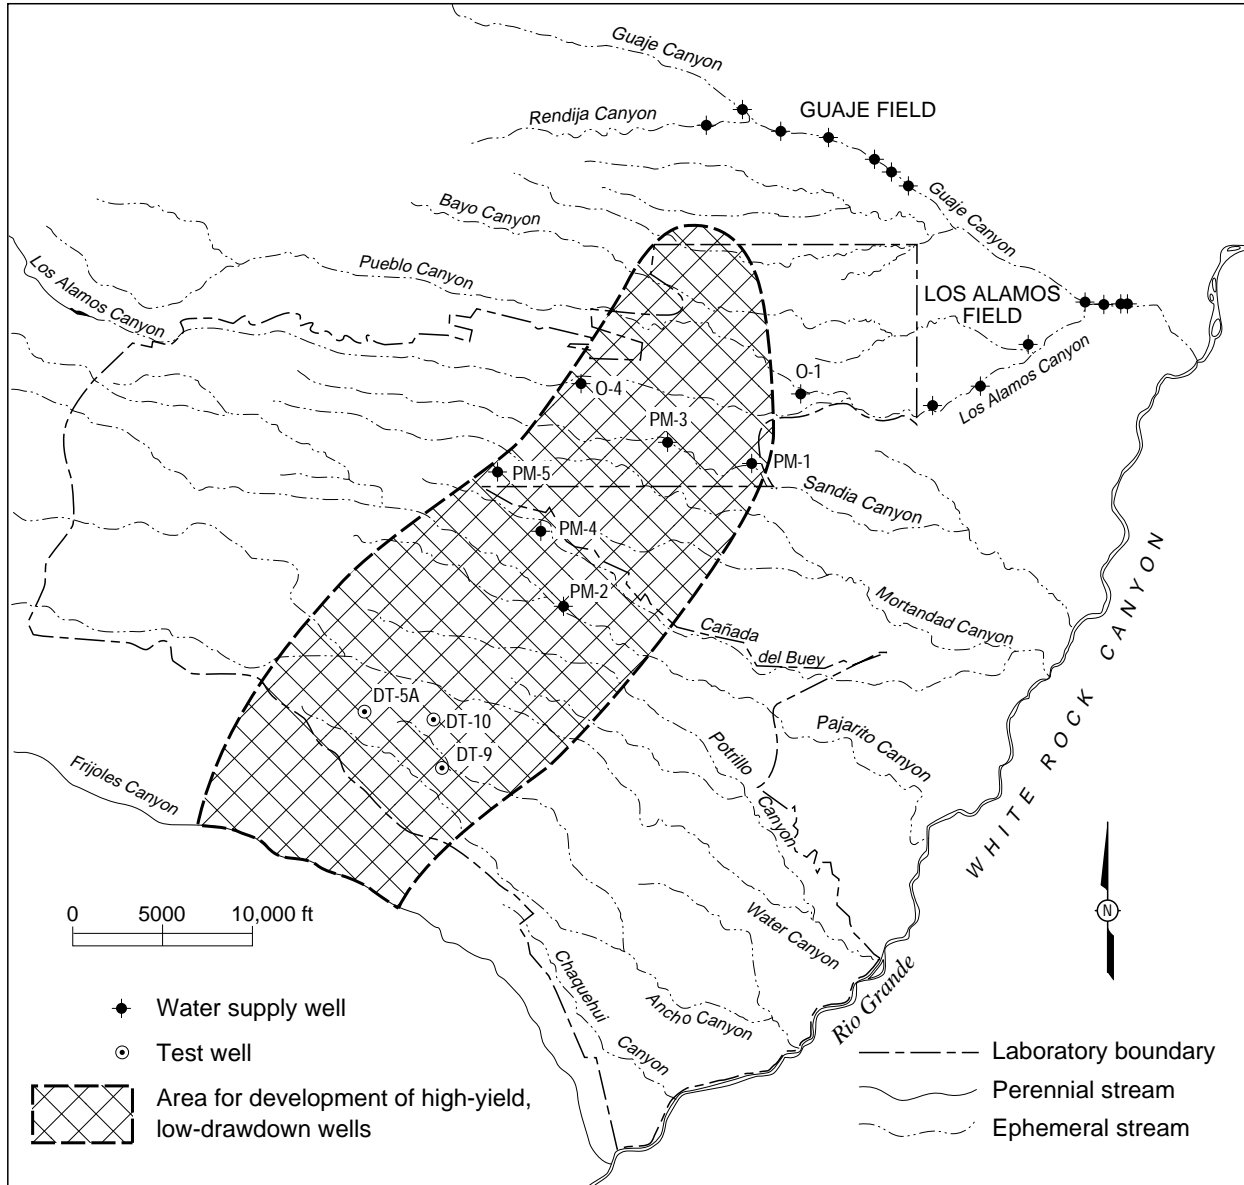 Guaje Canyon
Rendija Canyon
GUAJE FIELD
Guaje Canyon
Bayo Canyon
Pueblo Canyon
Los Alamos Canyon
LOS ALAMOS
FIELD
Los Alamos Canyon
O-1
O-4
PM-3
PM-1
PM-5
Sandia Canyon
PM-4
PM-2
Mortandad Canyon
Cañada
del Buey
WHITE ROCK CANYON
DT-5A
DT-10
DT-9
Pajarito Canyon
Potrillo
Canyon
Frijoles Canyon
Water Canyon
Chaquehui
Canyon
Ancho Canyon
Rio Grande
N
0 5000 10,000 ft
Water supply well
Test well
Area for development of high-yield,
low-drawdown wells
Laboratory boundary
Perennial stream
Ephemeral stream